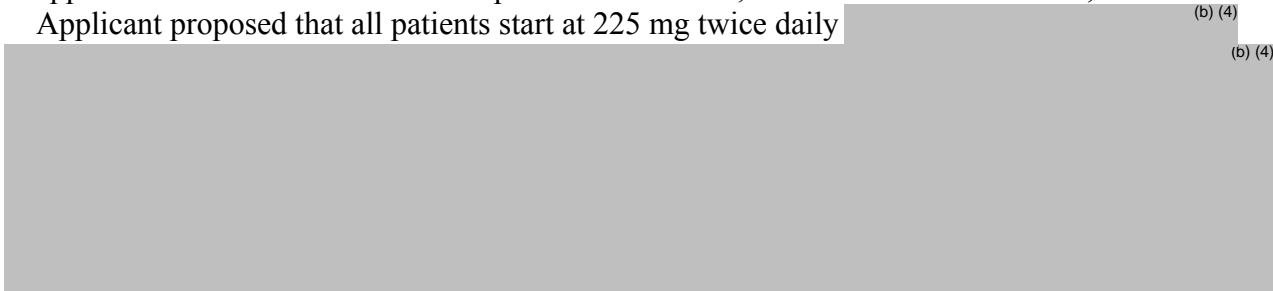 Applicant proposed that all patients start at 225 mg twice daily (b) (4)
(b) (4)